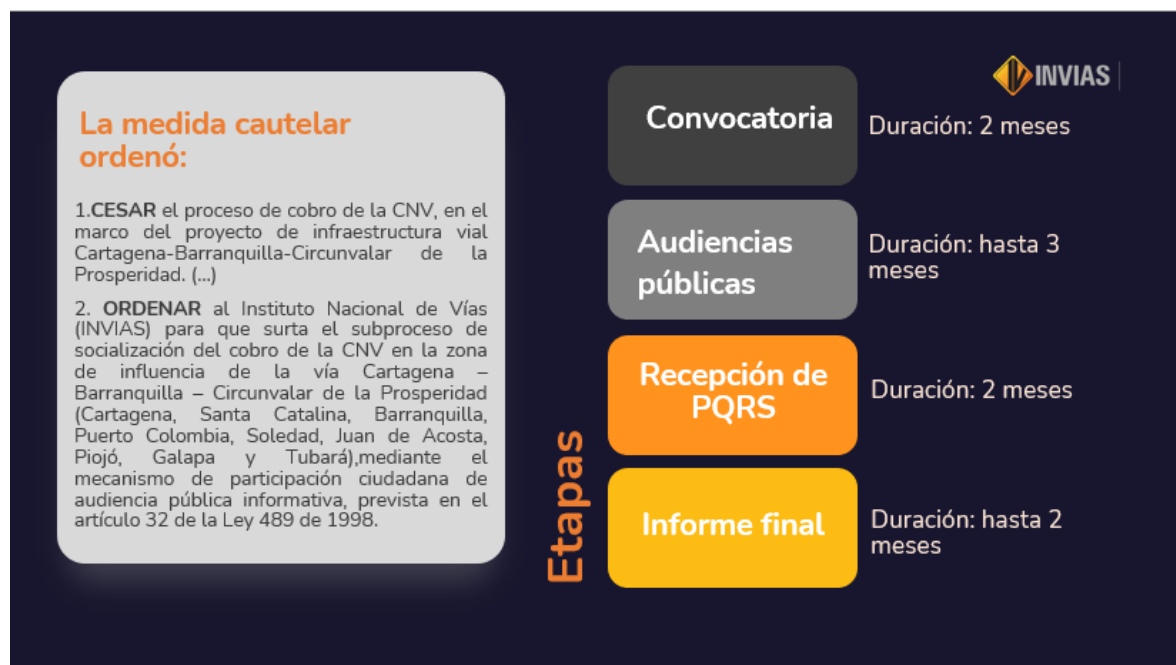 La medida cautelar
ordenó:
1.CESAR el proceso de cobro de la CNV, en el
marco del proyecto de infraestructura vial
Cartagena-Barranquilla-Circunvalar de la
Prosperidad. (...)
2. ORDENAR al Instituto Nacional de Vías
(INVIAS) para que surta el subproceso de
socialización del cobro de la CNV en la zona
de influencia de la vía Cartagena –
Barranquilla – Circunvalar de la Prosperidad
(Cartagena, Santa Catalina, Barranquilla,
Puerto Colombia, Soledad, Juan de Acosta,
Piojó, Galapa y Tubará),mediante el
mecanismo de participación ciudadana de
audiencia pública informativa, prevista en el
artículo 32 de la Ley 489 de 1998.
Etapas
INVIAS
Convocatoria
Duración: 2 meses
Audiencias
públicas
Duración: hasta 3
meses
Recepción de
PQRS
Duración: 2 meses
Informe final
Duración: hasta 2
meses